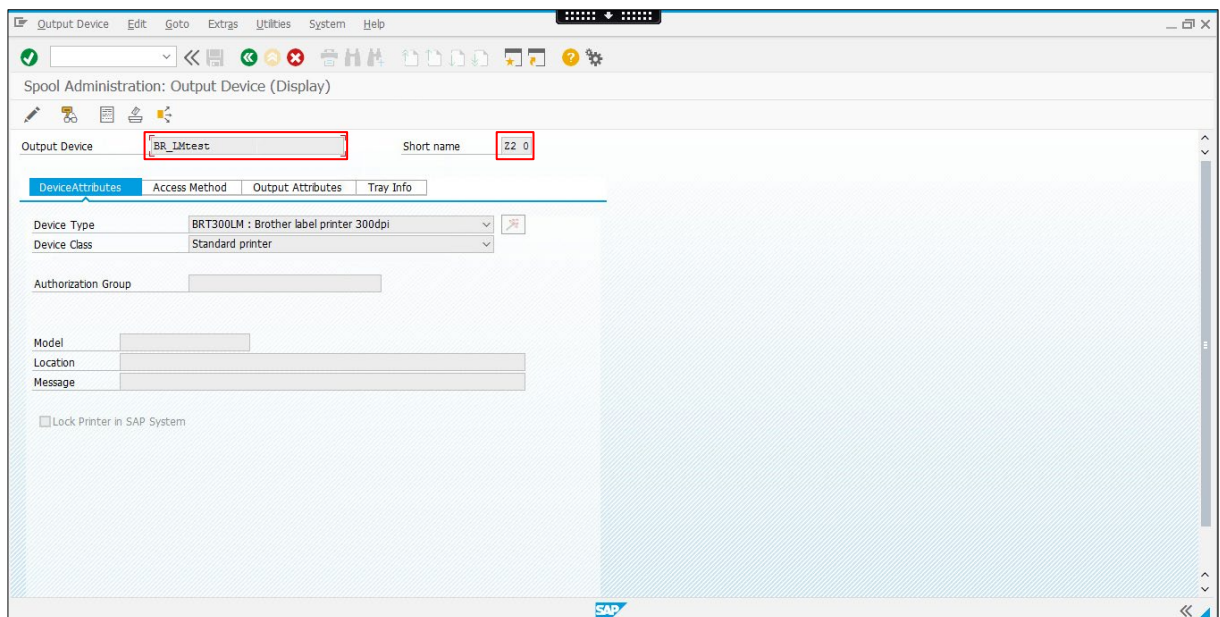 Output Device Edit Goto Extras Utilities System Help
Spool Administration: Output Device (Display)
Output Device BR_LMtest Short name Z2 0
DeviceAttributes Access Method Output Attributes Tray Info
Device Type BRT300LM : Brother label printer 300dpi
Device Class Standard printer
Authorization Group
Model
Location
Message
Lock Printer in SAP System
SAP